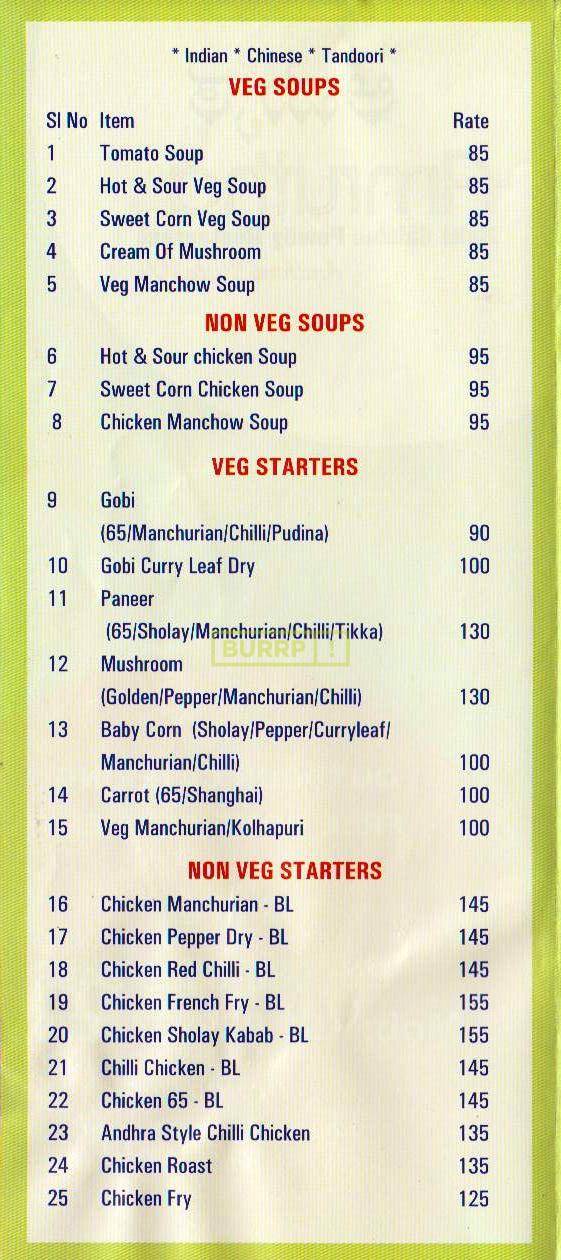 * Indian * Chinese * Tandoori *
VEG SOUPS
Sl No Item Rate
1 Tomato Soup 85
2 Hot & Sour Veg Soup 85
3 Sweet Corn Veg Soup 85
4 Cream Of Mushroom 85
5 Veg Manchow Soup 85
NON VEG SOUPS
6 Hot & Sour chicken Soup 95
7 Sweet Corn Chicken Soup 95
8 Chicken Manchow Soup 95
VEG STARTERS
9 Gobi
(65/Manchurian/Chilli/Pudina) 90
10 Gobi Curry Leaf Dry 100
11 Paneer
(65/Sholay/Manchurian/Chilli/Tikka) 130
BURRP!
12 Mushroom
(Golden/Pepper/Manchurian/Chilli) 130
13 Baby Corn (Sholay/Pepper/Curryleaf/
Manchurian/Chilli) 100
14 Carrot (65/Shanghai) 100
15 Veg Manchurian/Kolhapuri 100
NON VEG STARTERS
16 Chicken Manchurian - BL 145
17 Chicken Pepper Dry - BL 145
18 Chicken Red Chilli - BL 145
19 Chicken French Fry - BL 155
20 Chicken Sholay Kabab - BL 155
21 Chilli Chicken - BL 145
22 Chicken 65 - BL 145
23 Andhra Style Chilli Chicken 135
24 Chicken Roast 135
25 Chicken Fry 125